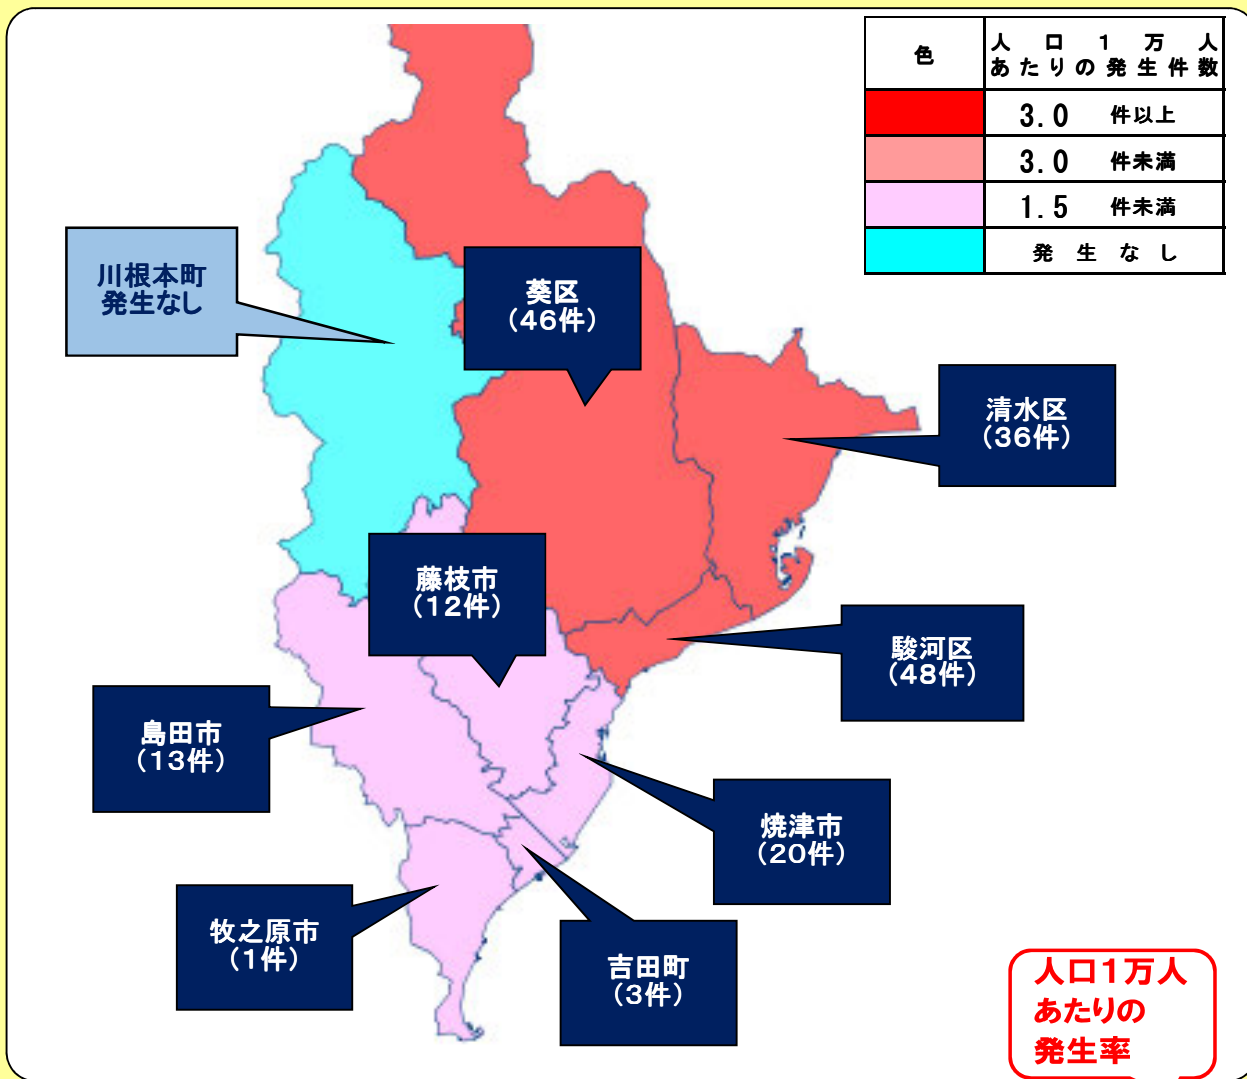 色
人口1万人
あたりの発生件数
3.0 件以上
3.0 件未満
1.5 件未満
発生なし
川根本町
発生なし
葵区
（46件）
清水区
（36件）
藤枝市
（12件）
駿河区
（48件）
島田市
（13件）
焼津市
（20件）
牧之原市
（1件）
吉田町
（3件）
人口1万人
あたりの
発生率